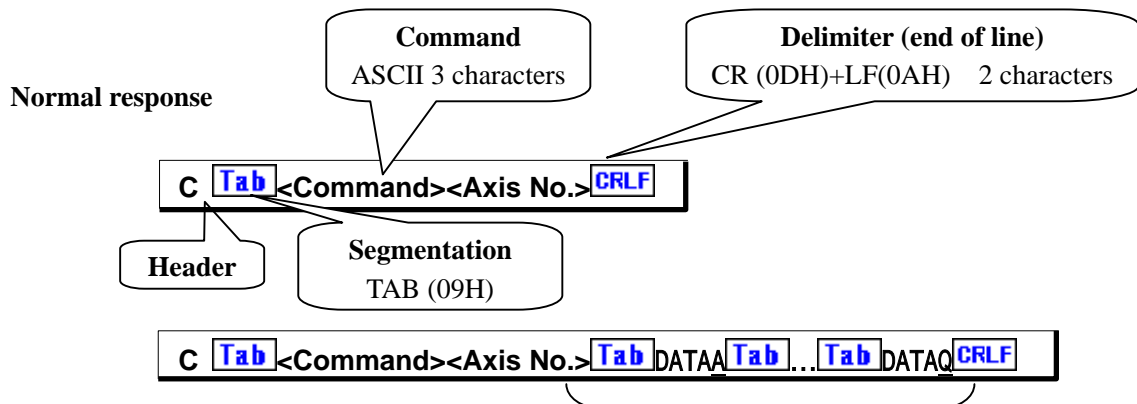 Command
ASCII 3 characters
Delimiter (end of line)
CR (0DH)+LF(0AH) 2 characters
Normal response
C Tab <Command><Axis No.> CRLF
Header
Segmentation
TAB (09H)
C Tab <Command><Axis No.> Tab DATAA Tab ... Tab DATAQ CRLF